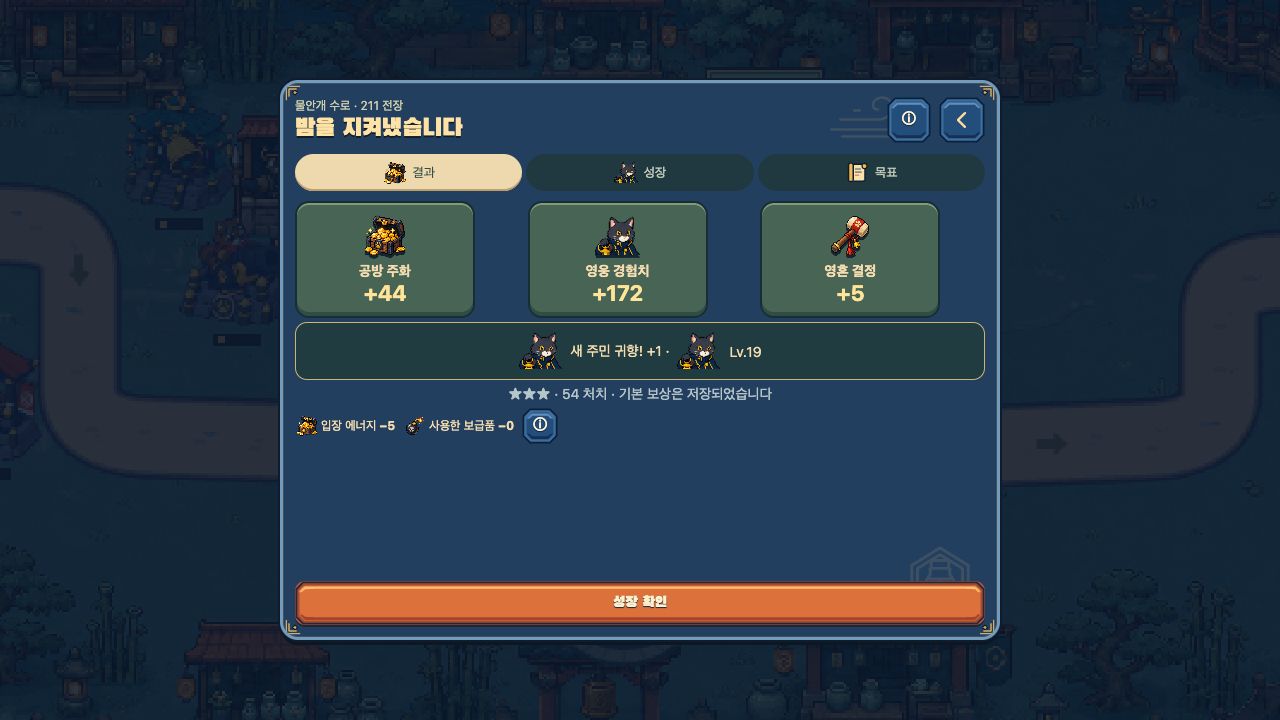 물안개 수로 · 211 전장
밤을 지켜냈습니다
결과
성장
목표
공방 주화
+44
영웅 경험치
+172
영혼 결정
+5
새 주민 귀향! +1 · Lv.19
★★★ · 54 처치 · 기본 보상은 저장되었습니다
입장 에너지 −5 사용한 보급품 −0
성장 확인